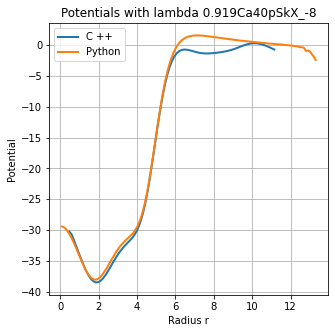 Potentials with lambda 0.919Ca40pSkX_-8
C ++
Python
Potential
0
−5
−10
−15
−20
−25
−30
−35
−40
0 2 4 6 8 10 12
Radius r